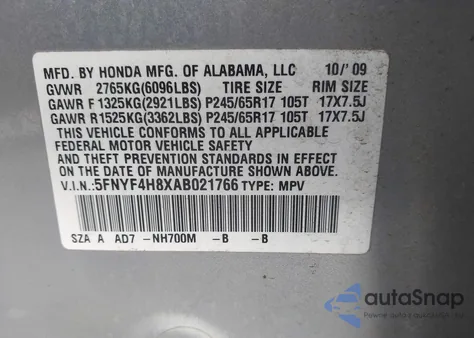 MFD. BY HONDA MFG. OF ALABAMA, LLC 10/'09
GVWR 2765KG(6096LBS) TIRE SIZE RIM SIZE
GAWR F 1325KG(2921LBS) P245/65R17 105T 17X7.5J
GAWR R1525KG(3362LBS) P245/65R17 105T 17X7.5J
THIS VEHICLE CONFORMS TO ALL APPLICABLE
FEDERAL MOTOR VEHICLE SAFETY
AND THEFT PREVENTION STANDARDS IN EFFECT
ON THE DATE OF MANUFACTURE SHOWN ABOVE.
V.I.N.:5FNYF4H8XAB021766 TYPE: MPV
SZA A AD7 -NH700M -B -B
autoSnap
Pewne auto z